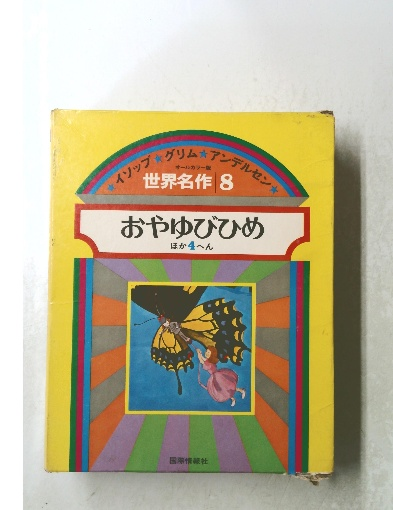 ★イソップ★グリム★アンデルセン★
オールカラー版
世界名作 8
おやゆびひめ
ほか4へん
国際情報社